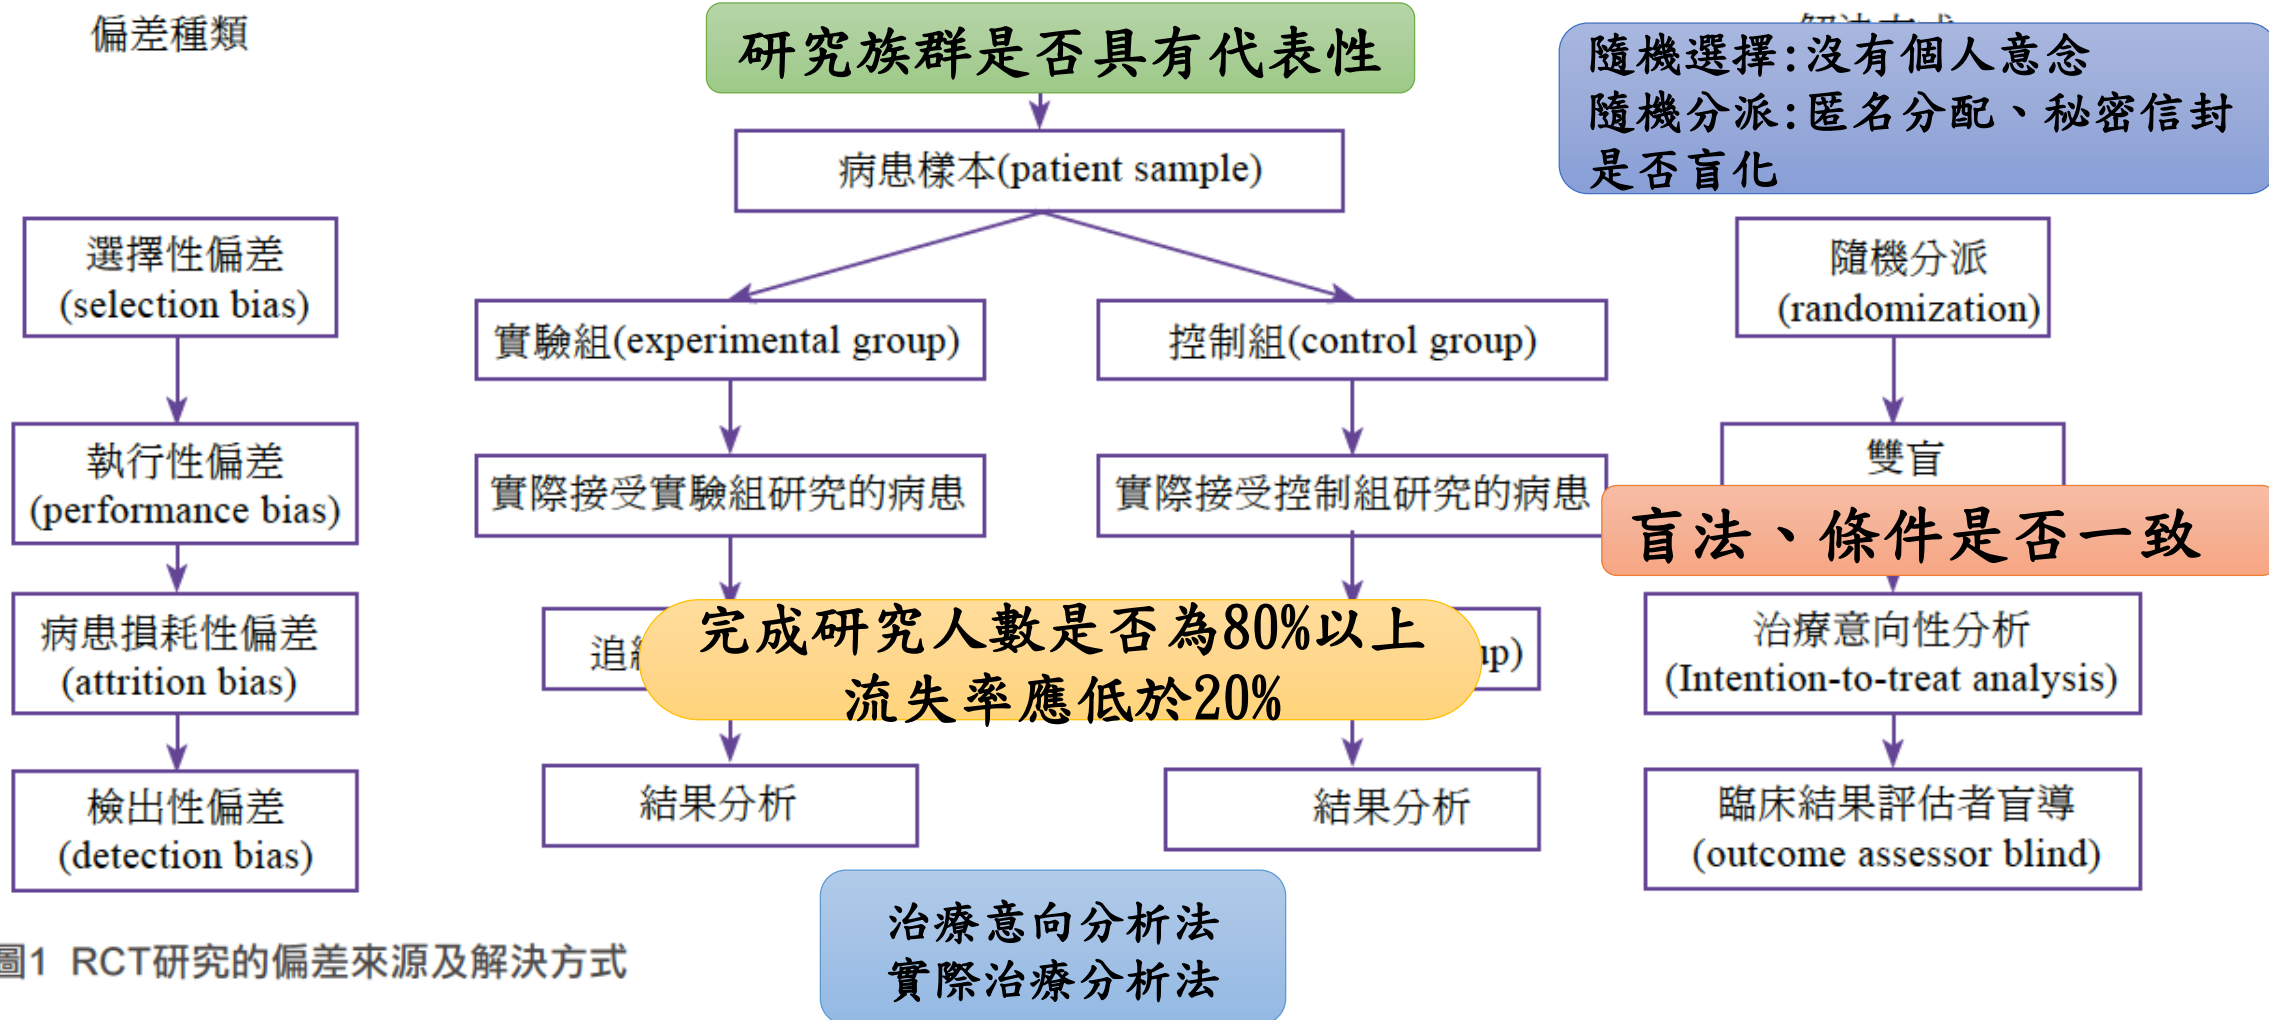 偏差種類
研究族群是否具有代表性
隨機選擇:沒有個人意念
隨機分派:匿名分配、秘密信封
是否盲化
病患樣本(patient sample)
選擇性偏差
(selection bias)
實驗組(experimental group)
控制組(control group)
隨機分派
(randomization)
執行性偏差
(performance bias)
實際接受實驗組研究的病患
實際接受控制組研究的病患
雙盲
盲法、條件是否一致
病患損耗性偏差
(attrition bias)
追
完成研究人數是否為80%以上
流失率應低於20%
up)
治療意向性分析
(Intention-to-treat analysis)
檢出性偏差
(detection bias)
結果分析
結果分析
臨床結果評估者盲導
(outcome assessor blind)
治療意向分析法
實際治療分析法
圖1 RCT研究的偏差來源及解決方式